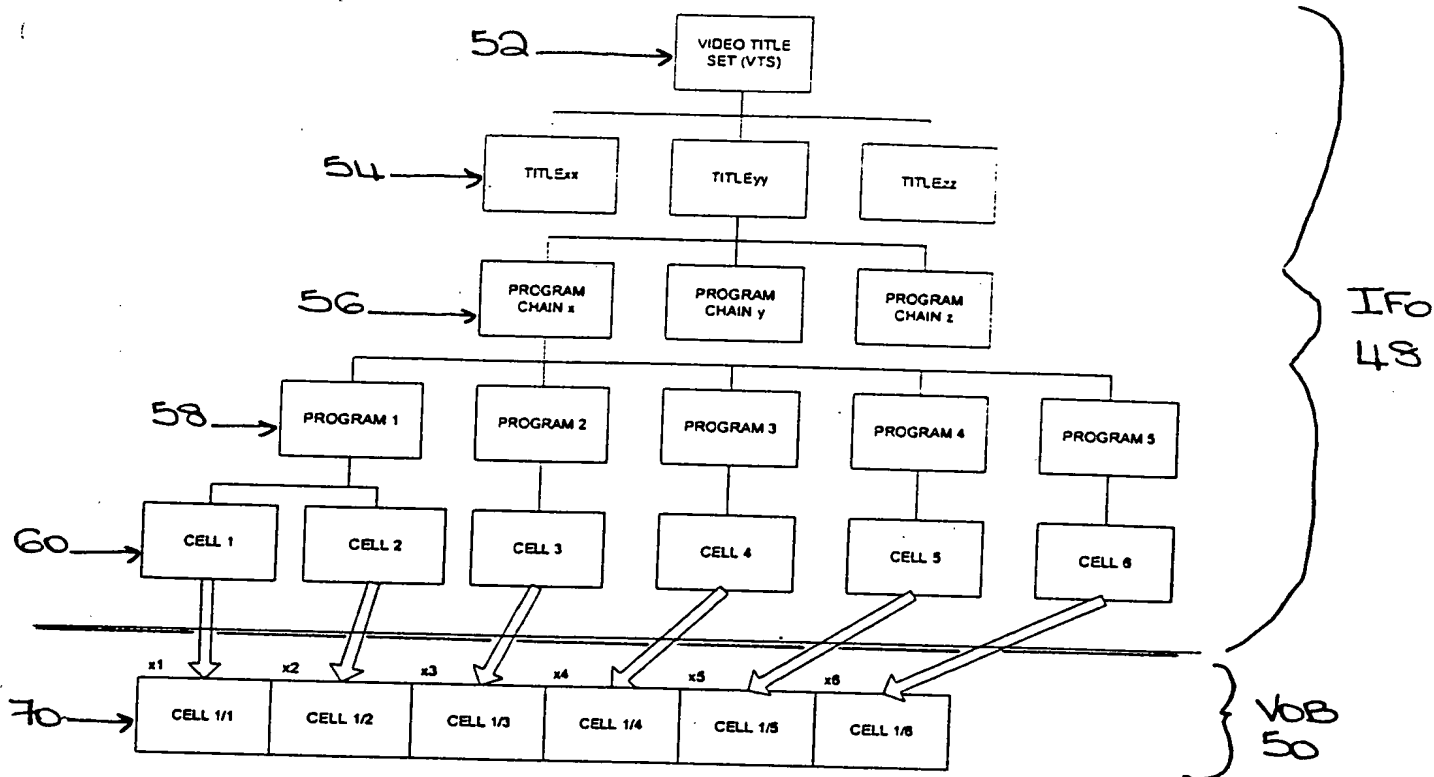 52
VIDEO TITLE
SET (VTS)
54
TITLExx
TITLEyy
TITLEzz
56
PROGRAM
CHAIN x
PROGRAM
CHAIN y
PROGRAM
CHAIN z
IFO
48
58
PROGRAM 1
PROGRAM 2
PROGRAM 3
PROGRAM 4
PROGRAM 5
60
CELL 1
CELL 2
CELL 3
CELL 4
CELL 5
CELL 6
x1
x2
x3
x4
x5
x6
70
CELL 1/1
CELL 1/2
CELL 1/3
CELL 1/4
CELL 1/5
CELL 1/6
VOB
50